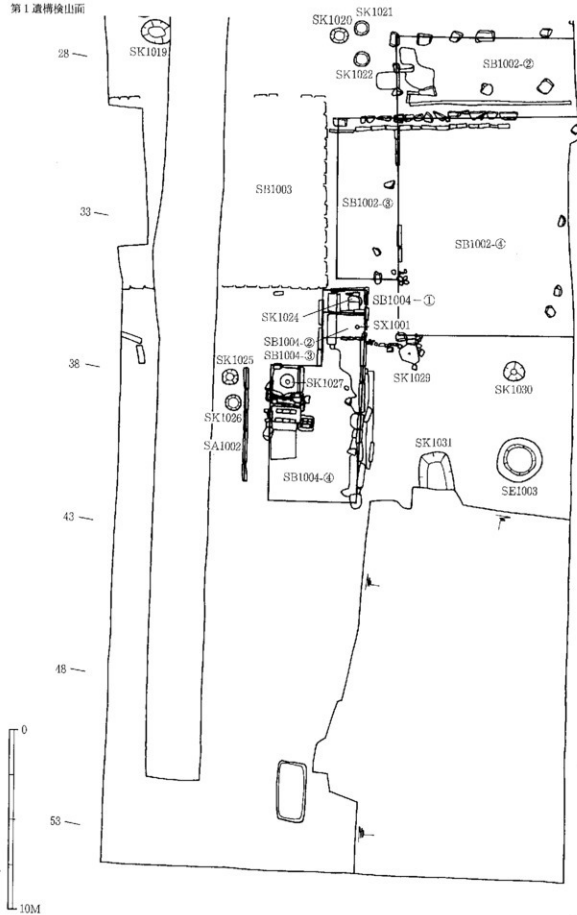 第1遺構検出面
SK1020
SK1021
28
SK1019
SK1022
SB1002-②
SB1003
SB1002-③
33
SB1002-④
SB1004-①
SK1024
SX1001
SB1004-②
SB1004-③
38
SK1025
SK1027
SK1029
SK1030
SK1026
SA1002
SK1031
SE1003
SB1004-④
43
48
0
53
10M